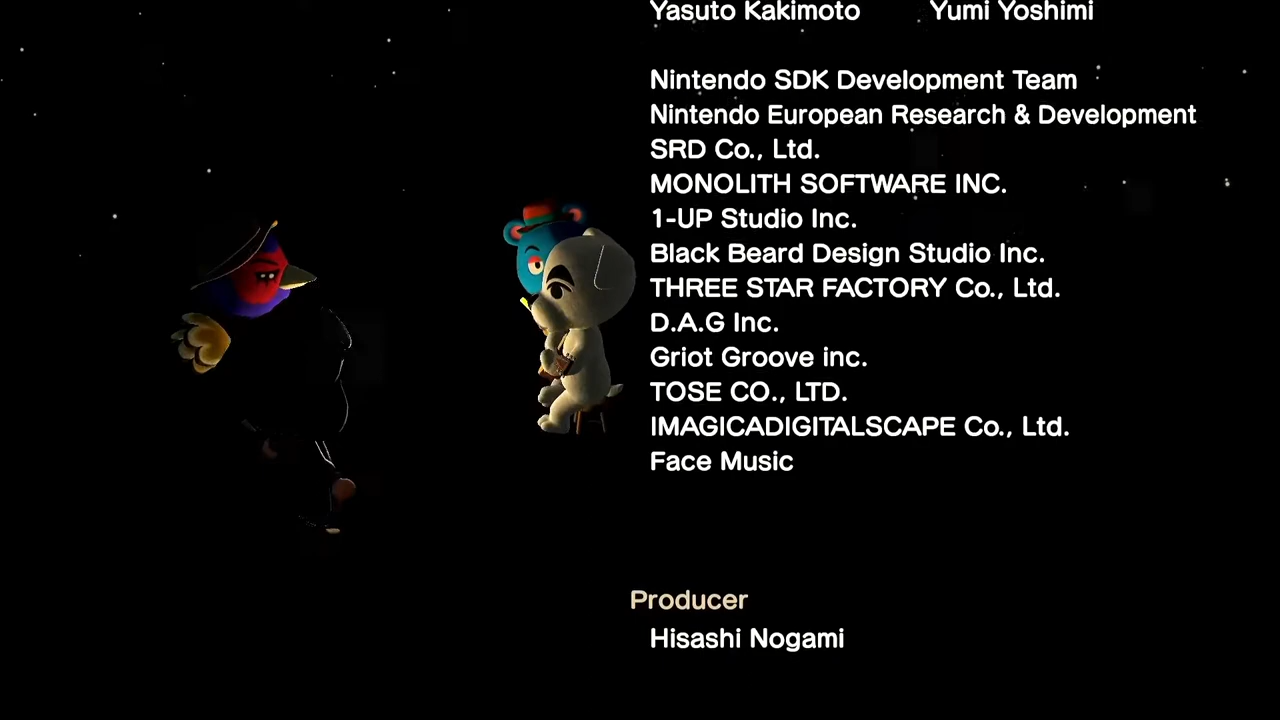 Yasuto Kakimoto Yumi Yoshimi
Nintendo SDK Development Team
Nintendo European Research & Development
SRD Co., Ltd.
MONOLITH SOFTWARE INC.
1-UP Studio Inc.
Black Beard Design Studio Inc.
THREE STAR FACTORY Co., Ltd.
D.A.G Inc.
Griot Groove inc.
TOSE CO., LTD.
IMAGICADIGITALSCAPE Co., Ltd.
Face Music
Producer
Hisashi Nogami